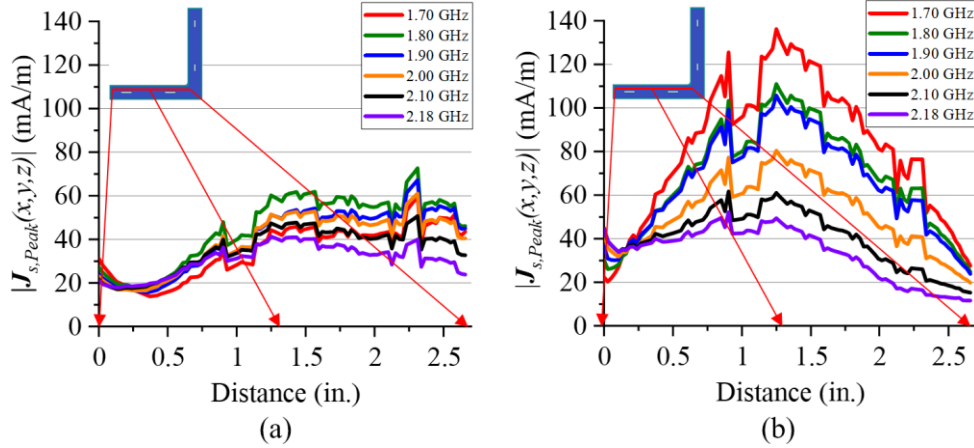 |J_s,Peak(x,y,z)| (mA/m)
140
120
100
80
60
40
20
0
1.70 GHz
1.80 GHz
1.90 GHz
2.00 GHz
2.10 GHz
2.18 GHz
0 0.5 1 1.5 2 2.5
Distance (in.)
(a)
|J_s,Peak(x,y,z)| (mA/m)
140
120
100
80
60
40
20
0
1.70 GHz
1.80 GHz
1.90 GHz
2.00 GHz
2.10 GHz
2.18 GHz
0 0.5 1 1.5 2 2.5
Distance (in.)
(b)